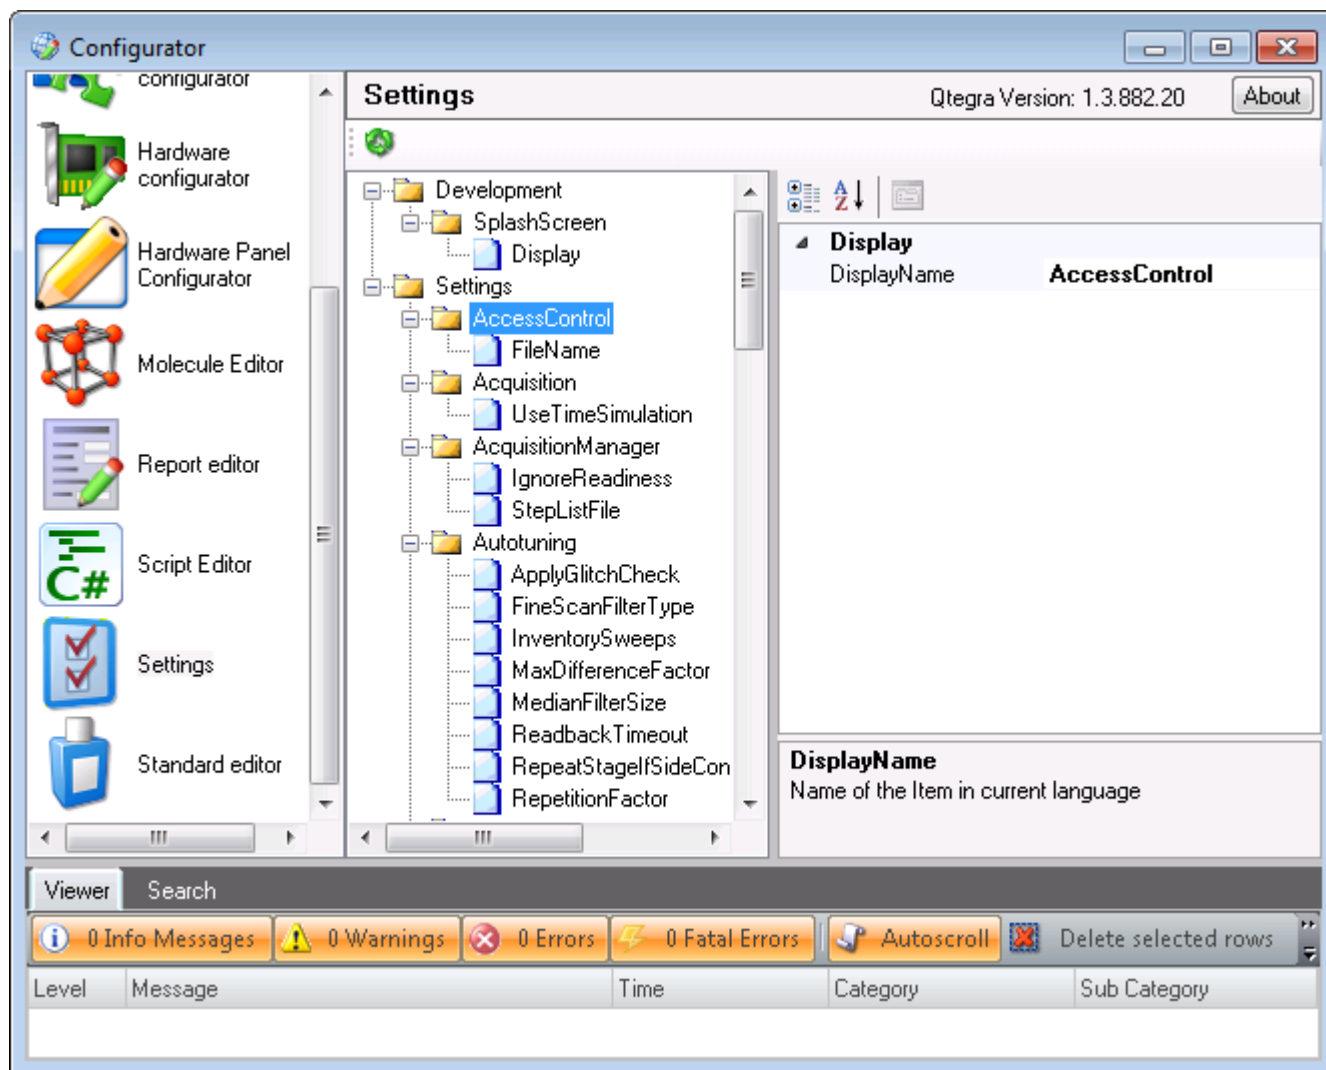 Configurator
configurator
Hardware
configurator
Hardware Panel
Configurator
Molecule Editor
Report editor
C#
Script Editor
Settings
Standard editor
Settings
Qtegra Version: 1.3.882.20
About
Development
SplashScreen
Display
Settings
AccessControl
FileName
Acquisition
UseTimeSimulation
AcquisitionManager
IgnoreReadiness
StepListFile
Autotuning
ApplyGlitchCheck
FineScanFilterType
InventorySweeps
MaxDifferenceFactor
MedianFilterSize
ReadbackTimeout
RepeatStageIfSideCon
RepetitionFactor
A
Z
Display
DisplayName AccessControl
DisplayName
Name of the Item in current language
Viewer Search
0 Info Messages 0 Warnings 0 Errors 0 Fatal Errors Autoscroll Delete selected rows
Level Message Time Category Sub Category